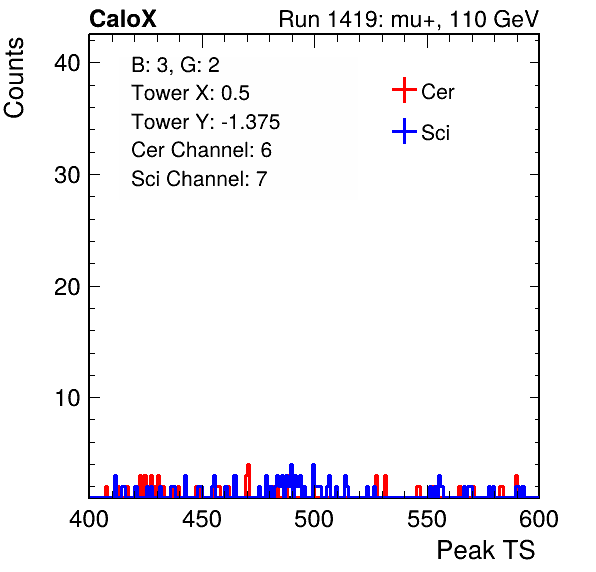 CaloX
Run 1419: mu+, 110 GeV
Counts
B: 3, G: 2
Tower X: 0.5
Tower Y: -1.375
Cer Channel: 6
Sci Channel: 7
Cer
Sci
40
30
20
10
400
450
500
550
600
Peak TS